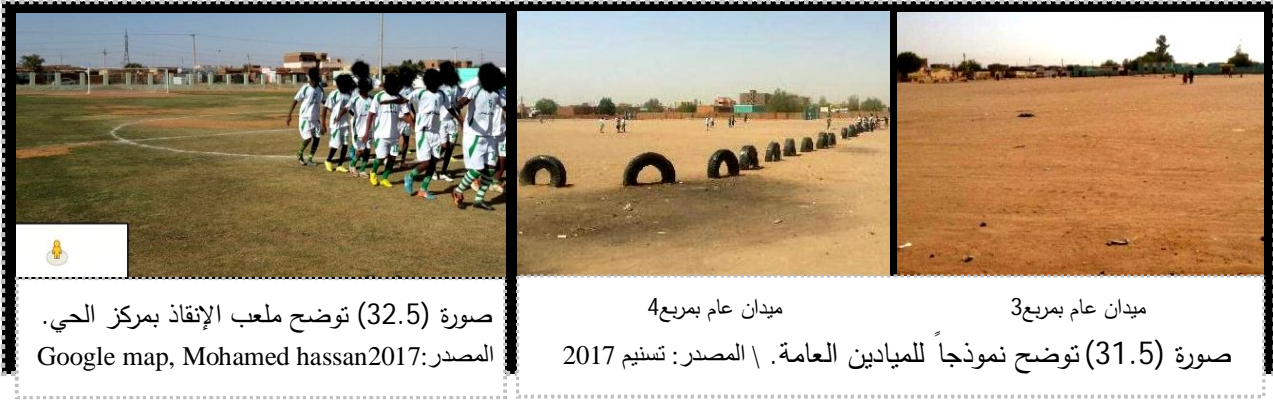 ميدان عام بمربع3
ميدان عام بمربع4
صورة (31.5) توضح نموذجاً للميادين العامة. \ المصدر: تسنيم 2017
صورة (32.5) توضح ملعب الإنقاذ بمركز الحي.
المصدر:Google map, Mohamed hassan2017